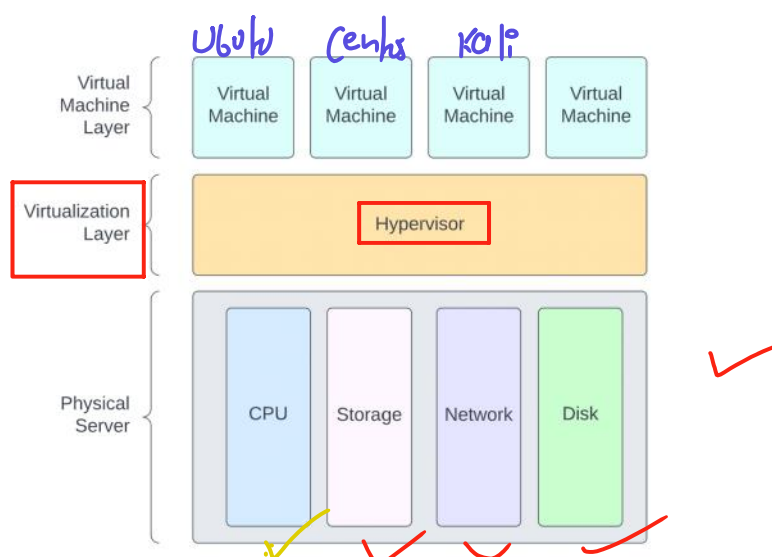 Ubutu Centos Kali
Virtual
Machine
Layer
Virtual
Machine
Virtual
Machine
Virtual
Machine
Virtual
Machine
Virtualization
Layer
Hypervisor
Physical
Server
CPU
Storage
Network
Disk